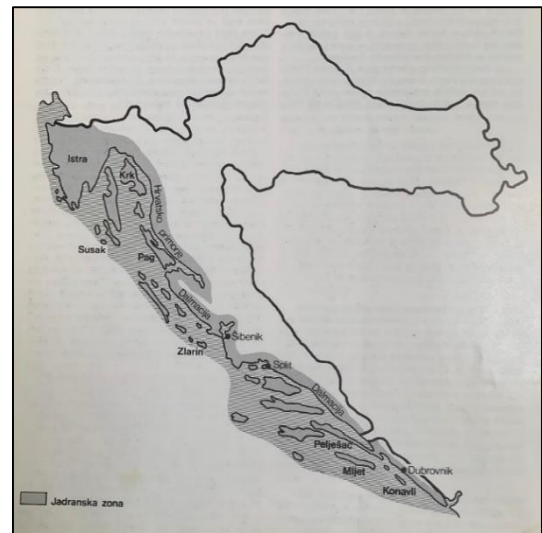 Istra
Krk
Hrvatsko primorje
Susak
Pag
Dalmacija
Šibenik
Zlarin
Split
Dalmacija
Pelješac
Mljet
Dubrovnik
Konavli
Jadranska zona